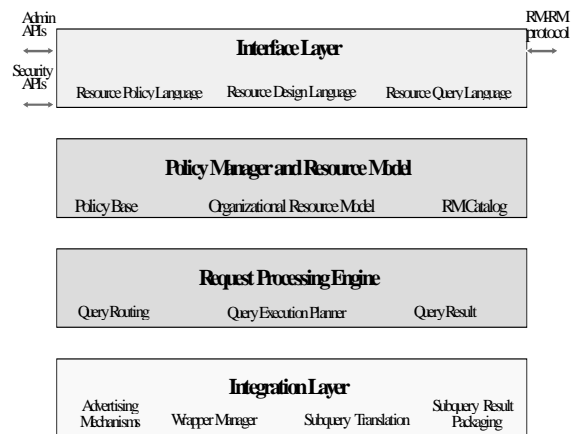 Admin APIs
RM-RM protocol
Security APIs
Interface Layer
Resource Policy Language Resource Design Language Resource Query Language
Policy Manager and Resource Model
Policy Base Organizational Resource Model RM Catalog
Request Processing Engine
Query Routing Query Execution Planner Query Result
Integration Layer
Advertising Mechanisms Wrapper Manager Subquery Translation Subquery Result Packaging